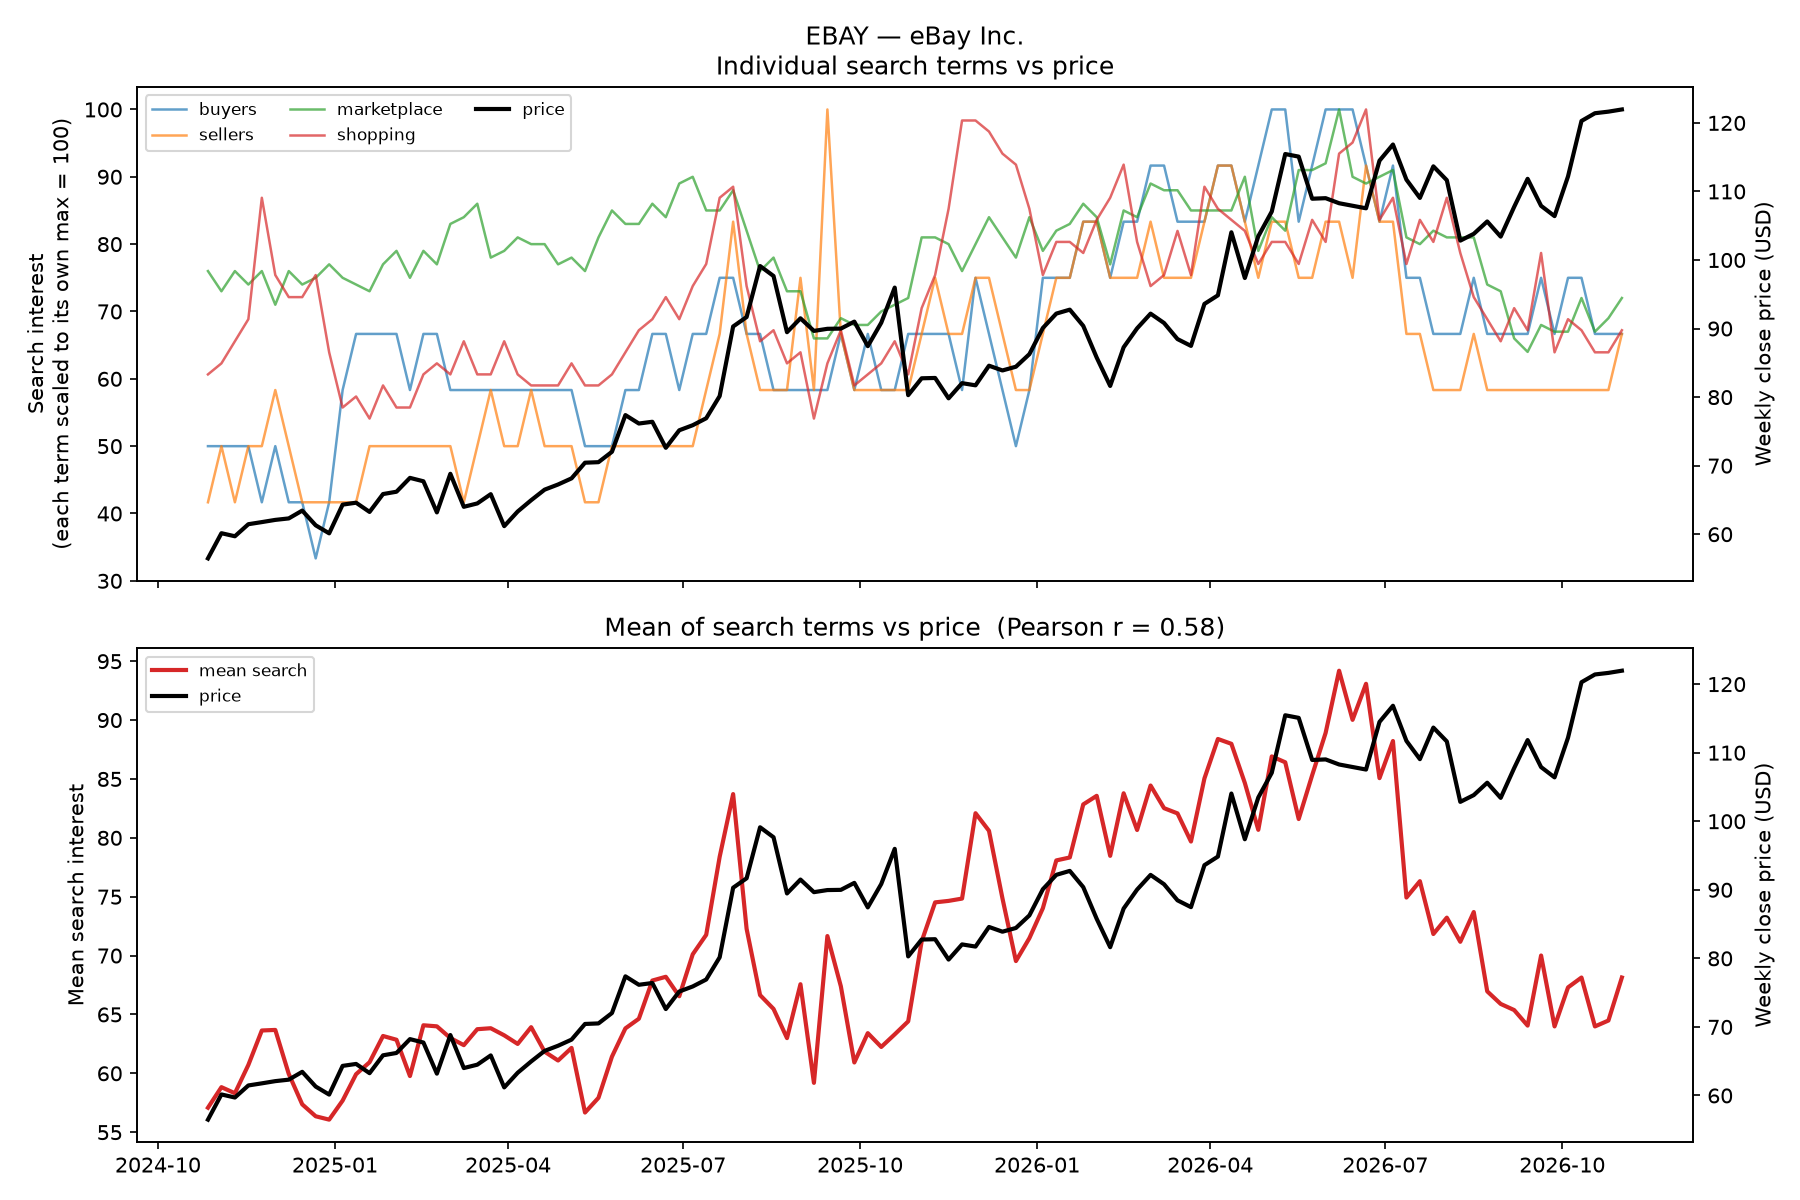 EBAY — eBay Inc.
Individual search terms vs price
buyers
sellers
marketplace
shopping
price
Search interest
(each term scaled to its own max = 100)
100
90
80
70
60
50
40
30
120
110
100
90
80
70
60
Weekly close price (USD)
Mean of search terms vs price (Pearson r = 0.58)
mean search
price
Mean search interest
95
90
85
80
75
70
65
60
55
120
110
100
90
80
70
60
Weekly close price (USD)
2024-10
2025-01
2025-04
2025-07
2025-10
2026-01
2026-04
2026-07
2026-10